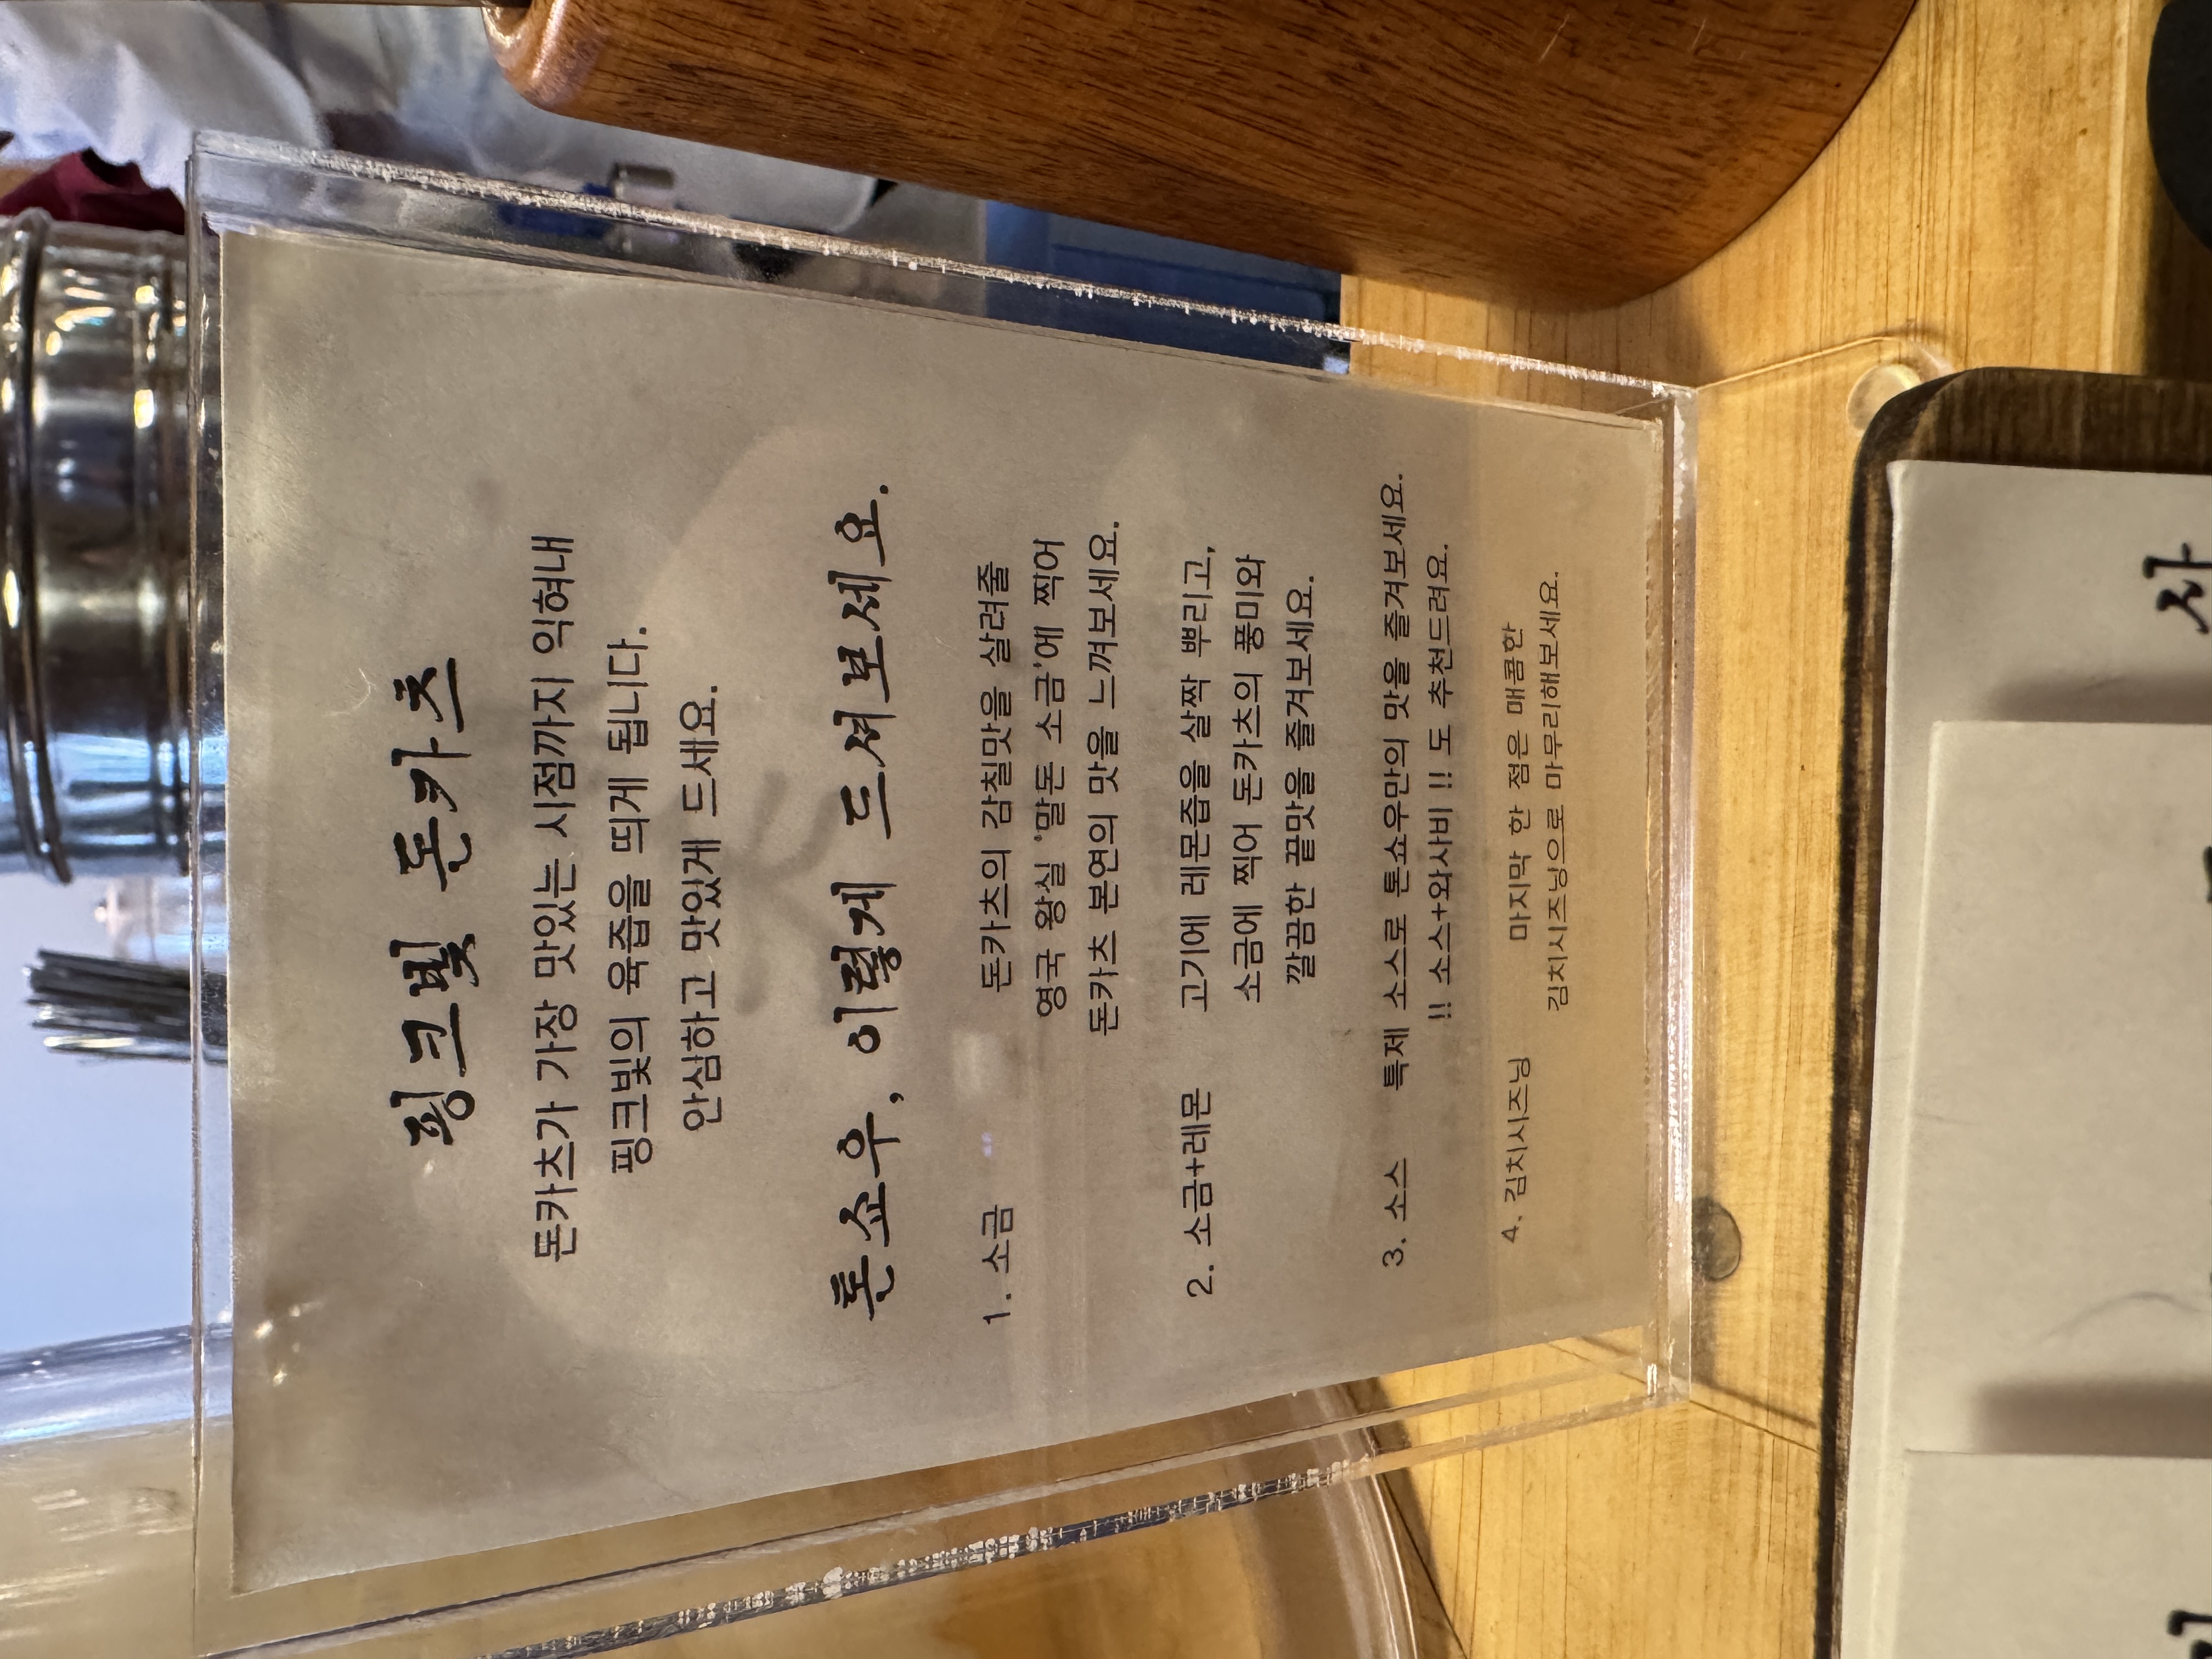 핑크빛 돈카츠
돈카츠가 가장 맛있는 시점까지 익혀내
핑크빛의 육즙을 띄게 됩니다.
안심하고 맛있게 드세요.
톤쇼우, 이렇게 드셔보세요.
1. 소금 돈카츠의 감칠맛을 살려줄
영국 왕실 '말돈 소금'에 찍어
돈카츠 본연의 맛을 느껴보세요.
2. 소금+레몬 고기에 레몬즙을 살짝 뿌리고,
소금에 찍어 돈카츠의 풍미와
깔끔한 끝맛을 즐겨보세요.
3. 소스 특제 소스로 톤쇼우만의 맛을 즐겨보세요.
!! 소스+와사비 !! 도 추천드려요.
4. 김치시즈닝 마지막 한 점은 매콤한
김치시즈닝으로 마무리해보세요.
사